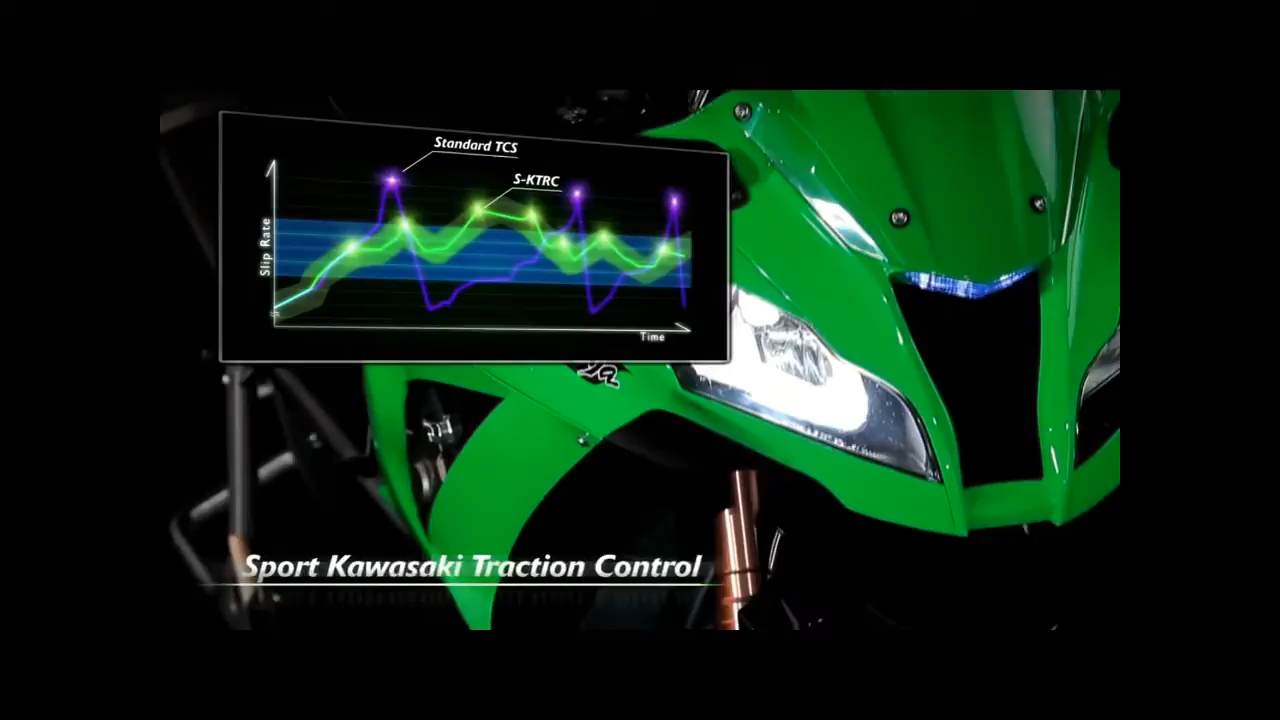 Standard TCS
S-KTRC
Slip Rate
Time
Sport Kawasaki Traction Control